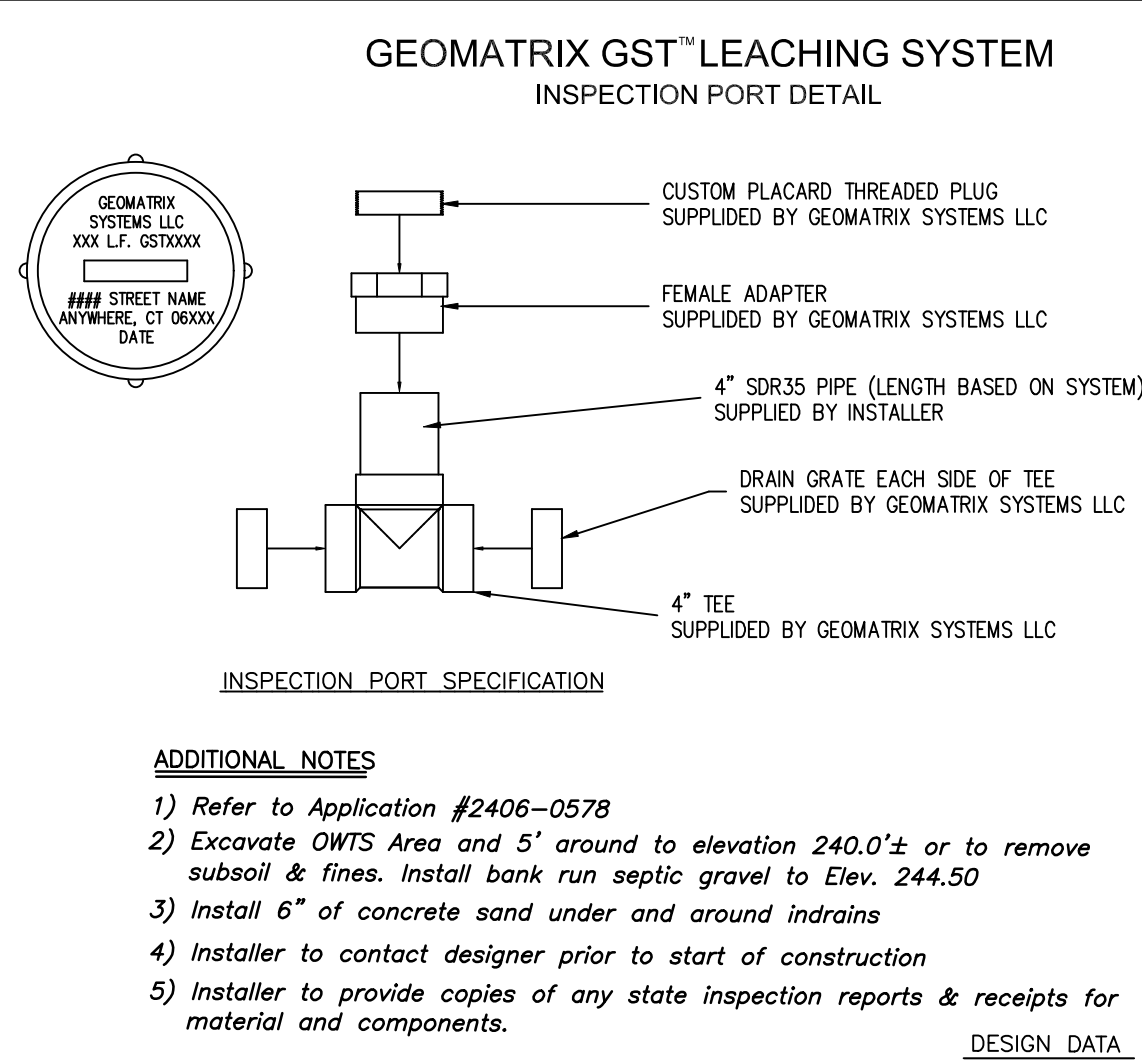 GEOMATRIX GST™ LEACHING SYSTEM
INSPECTION PORT DETAIL
GEOMATRIX
SYSTEMS LLC
XXX L.F. GSTXXXX
#### STREET NAME
ANYWHERE, CT 06XXX
DATE
CUSTOM PLACARD THREADED PLUG
SUPPLIDED BY GEOMATRIX SYSTEMS LLC
FEMALE ADAPTER
SUPPLIDED BY GEOMATRIX SYSTEMS LLC
4" SDR35 PIPE (LENGTH BASED ON SYSTEM)
SUPPLIED BY INSTALLER
DRAIN GRATE EACH SIDE OF TEE
SUPPLIDED BY GEOMATRIX SYSTEMS LLC
4" TEE
SUPPLIDED BY GEOMATRIX SYSTEMS LLC
INSPECTION PORT SPECIFICATION
ADDITIONAL NOTES
1) Refer to Application #2406-0578
2) Excavate OWTS Area and 5' around to elevation 240.0'± or to remove
subsoil & fines. Install bank run septic gravel to Elev. 244.50
3) Install 6" of concrete sand under and around indrains
4) Installer to contact designer prior to start of construction
5) Installer to provide copies of any state inspection reports & receipts for
material and components.
DESIGN DATA